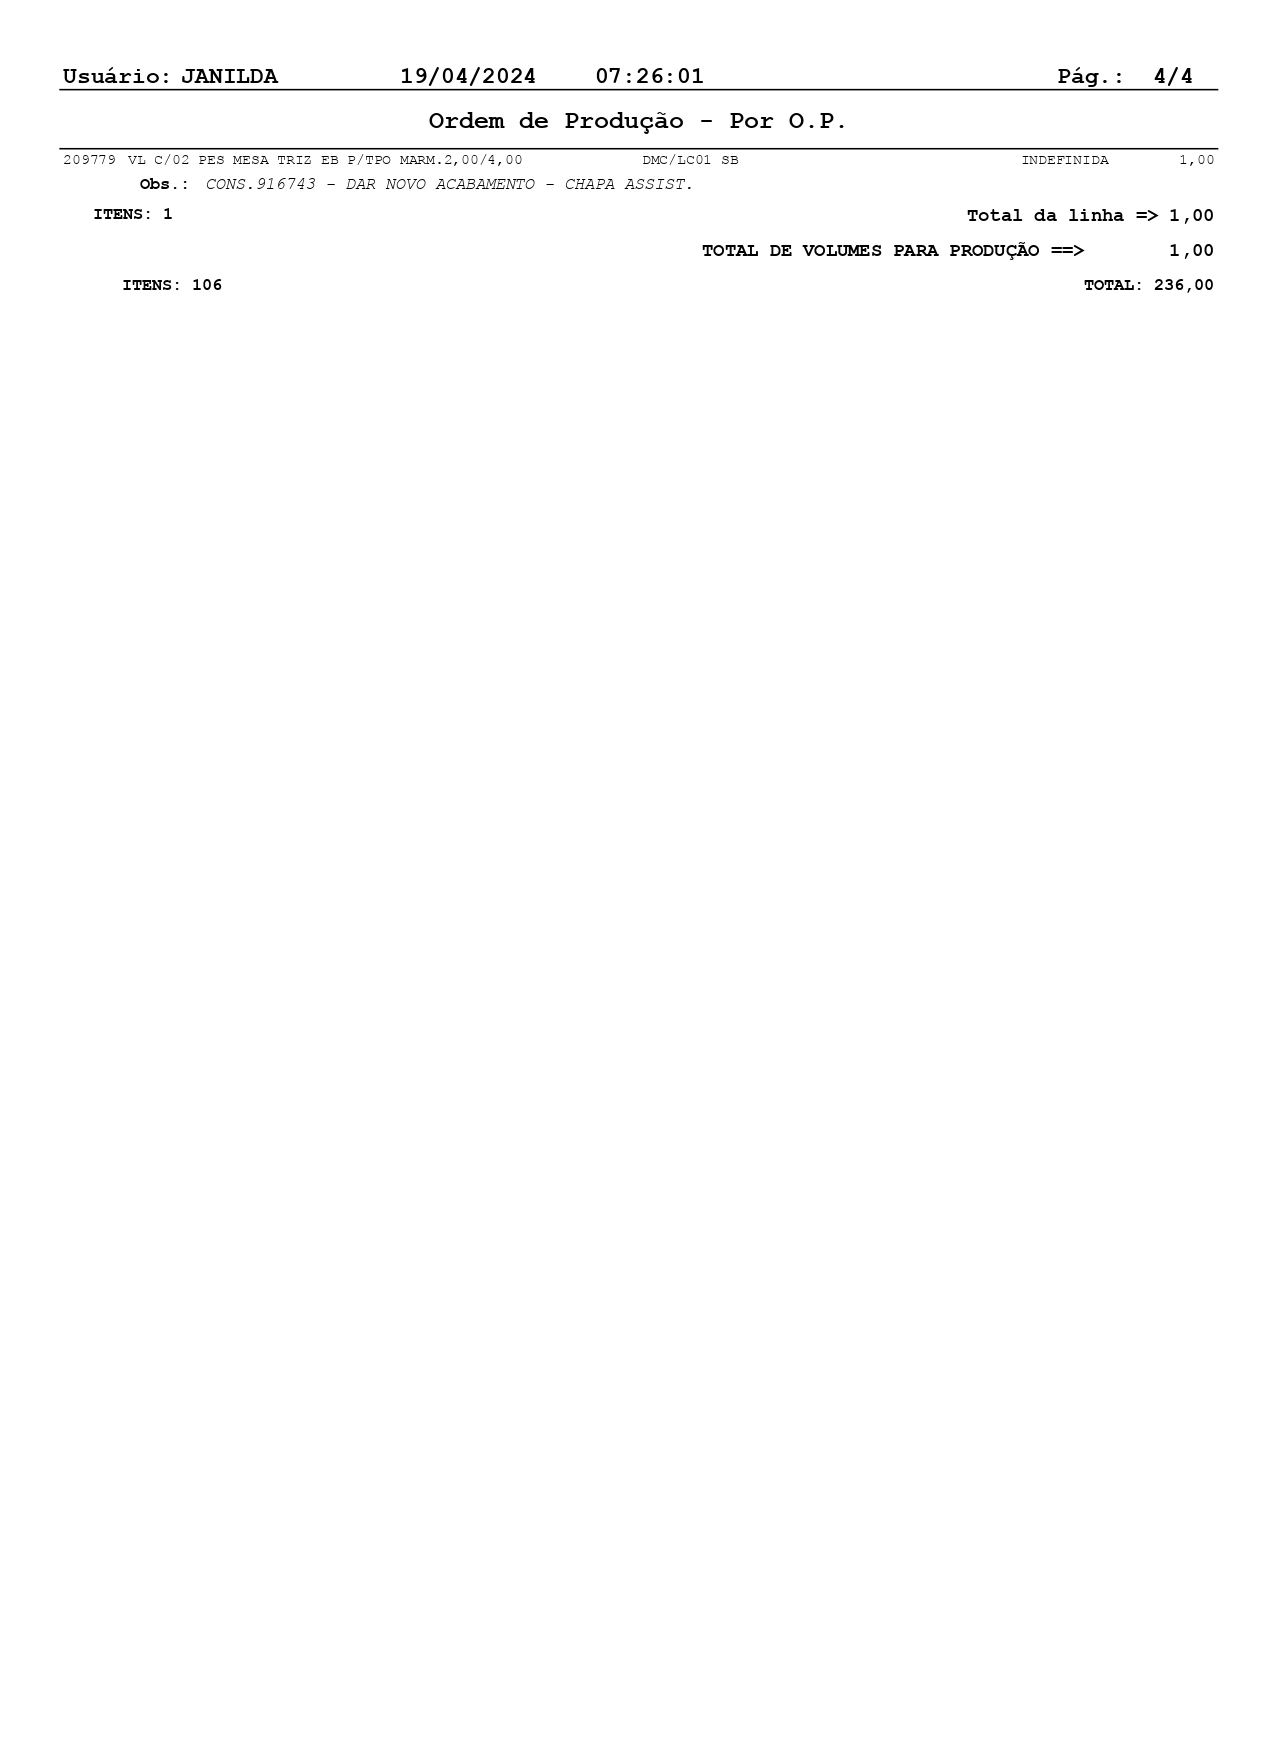 Usuário: JANILDA 19/04/2024 07:26:01 Pág.: 4/4
Ordem de Produção - Por O.P.
209779 VL C/02 PES MESA TRIZ EB P/TPO MARM.2,00/4,00 DMC/LC01 SB INDEFINIDA 1,00
Obs.: CONS.916743 - DAR NOVO ACABAMENTO - CHAPA ASSIST.
ITENS: 1 Total da linha => 1,00
TOTAL DE VOLUMES PARA PRODUÇÃO ==> 1,00
ITENS: 106 TOTAL: 236,00